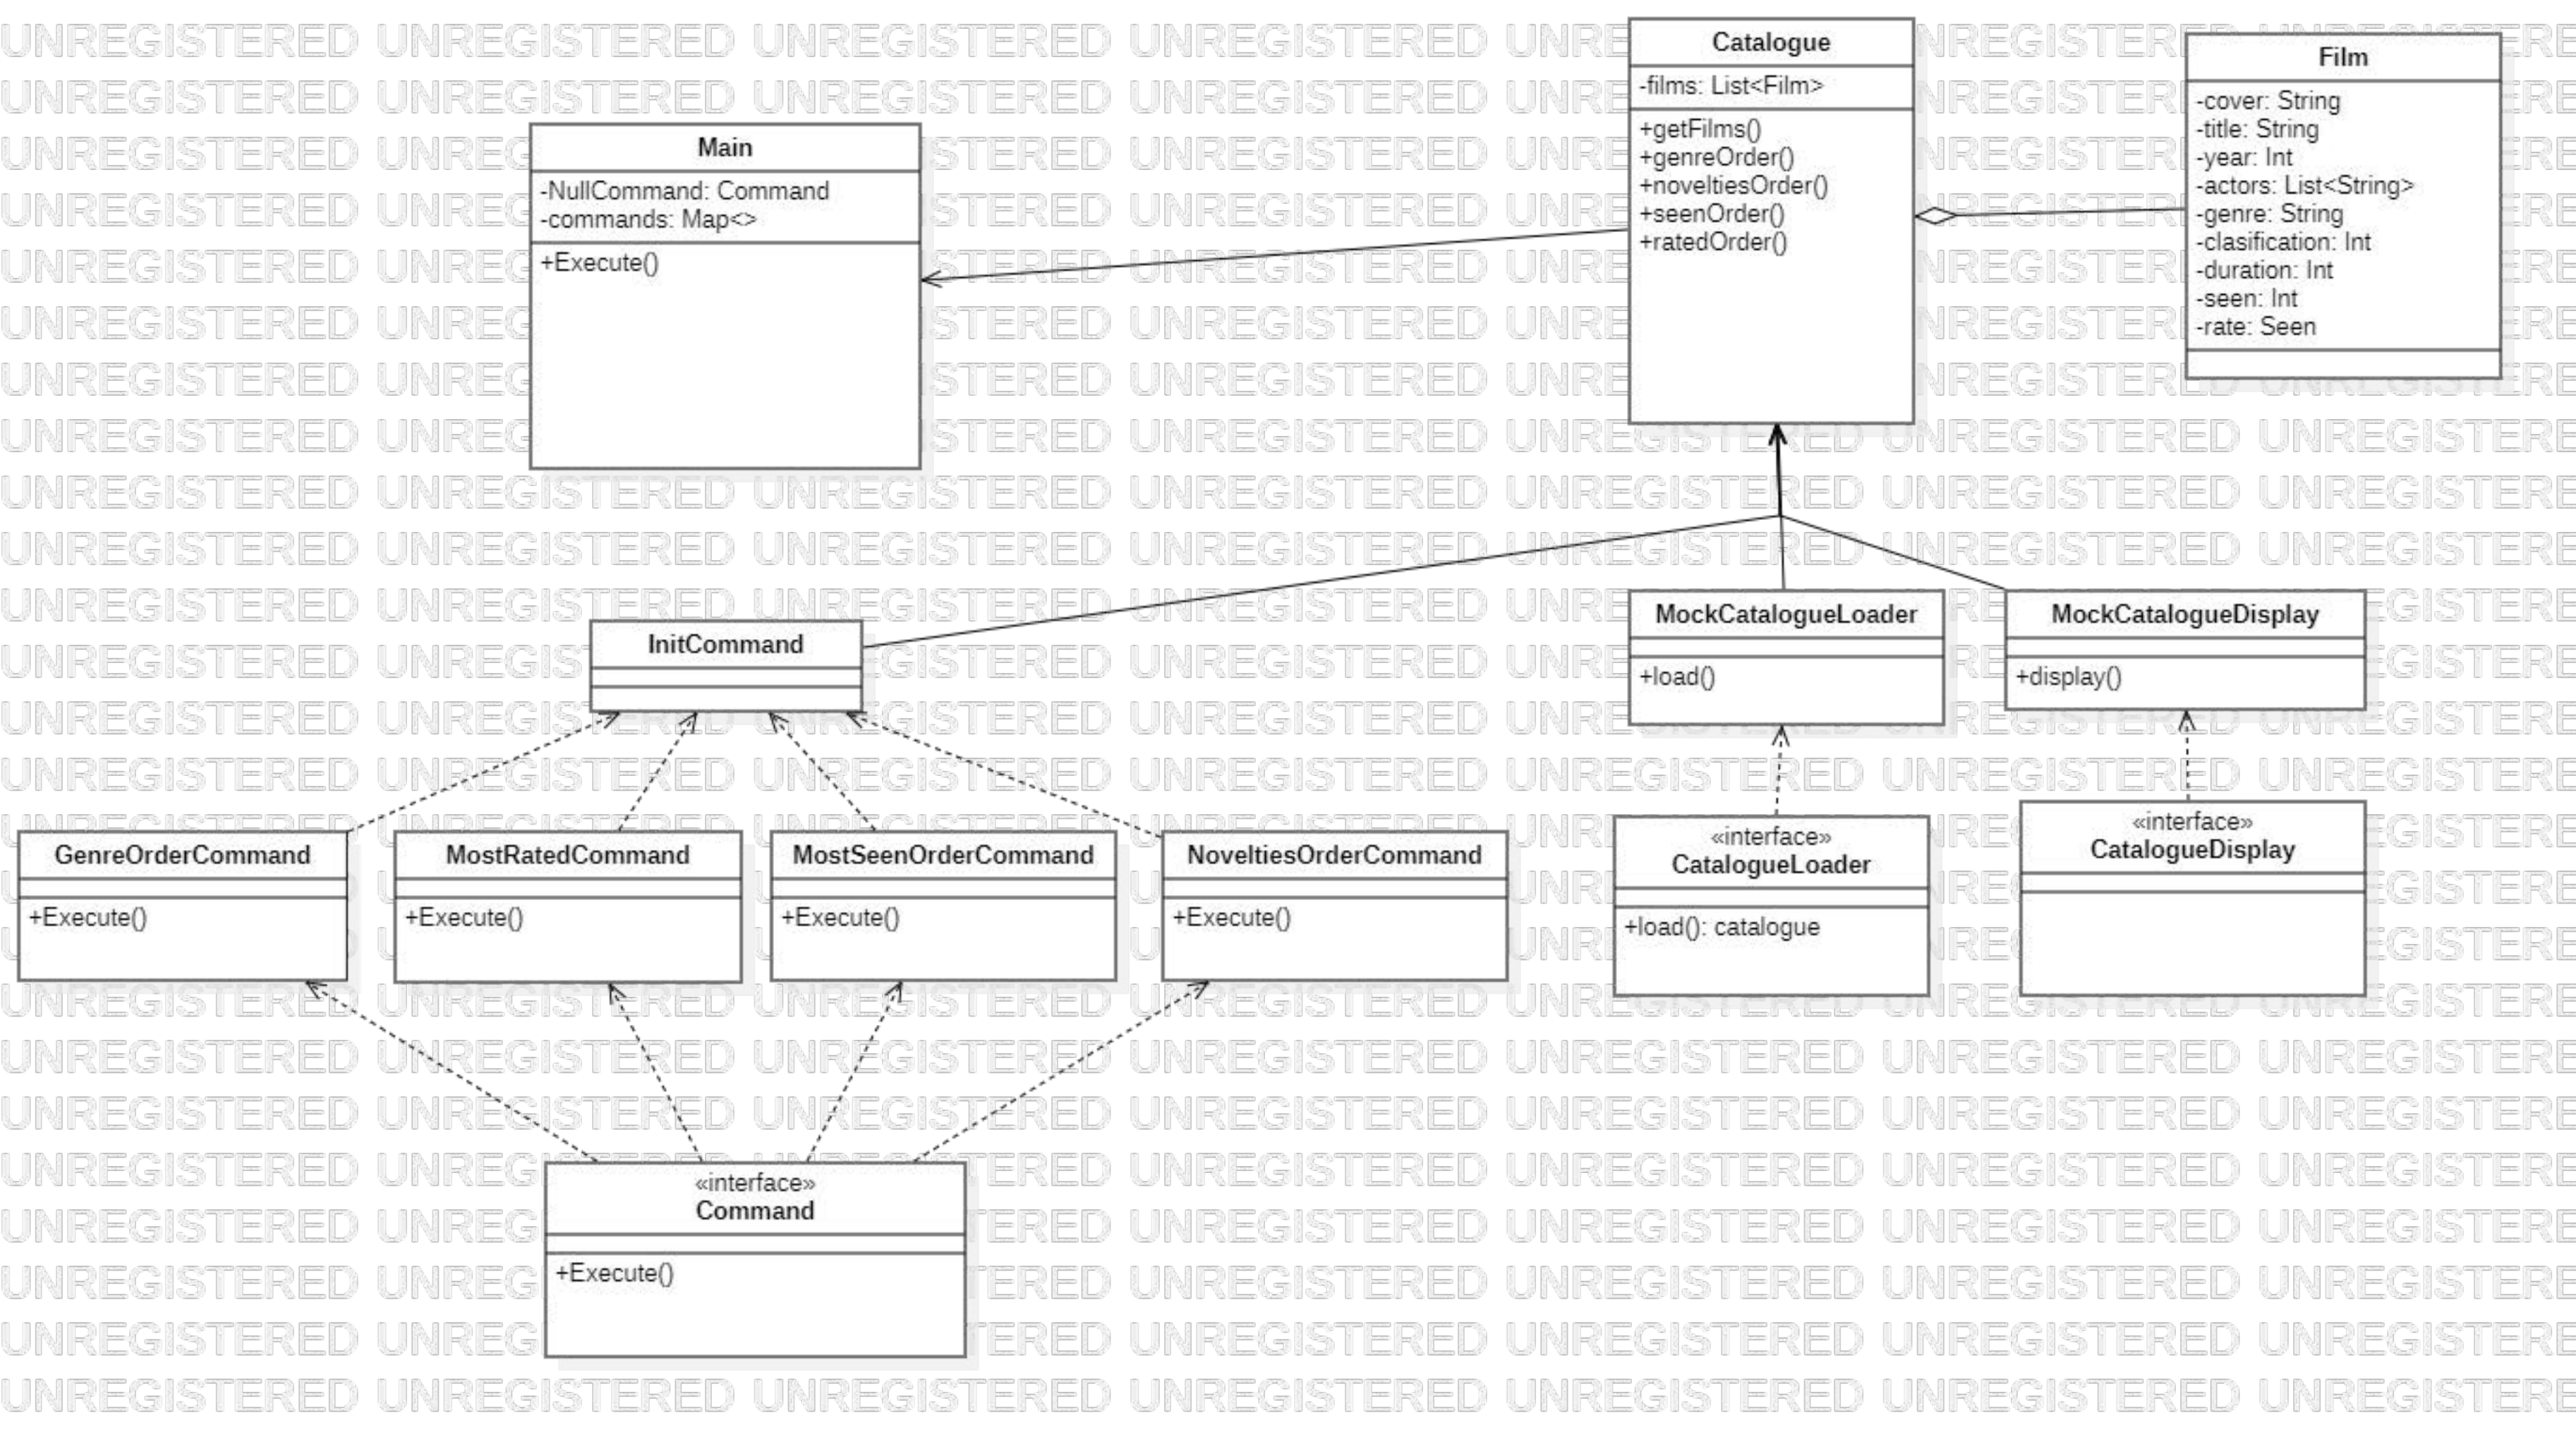 Main
-NullCommand: Command
-commands: Map<>
+Execute()
Catalogue
-films: List<Film>
+getFilms()
+genreOrder()
+noveltiesOrder()
+seenOrder()
+ratedOrder()
Film
-cover: String
-title: String
-year: Int
-actors: List<String>
-genre: String
-clasification: Int
-duration: Int
-seen: Int
-rate: Seen
InitCommand
MockCatalogueLoader
+load()
MockCatalogueDisplay
+display()
GenreOrderCommand
+Execute()
MostRatedCommand
+Execute()
MostSeenOrderCommand
+Execute()
NoveltiesOrderCommand
+Execute()
«interface»
CatalogueLoader
+load(): catalogue
«interface»
CatalogueDisplay
«interface»
Command
+Execute()
UNREGISTERED